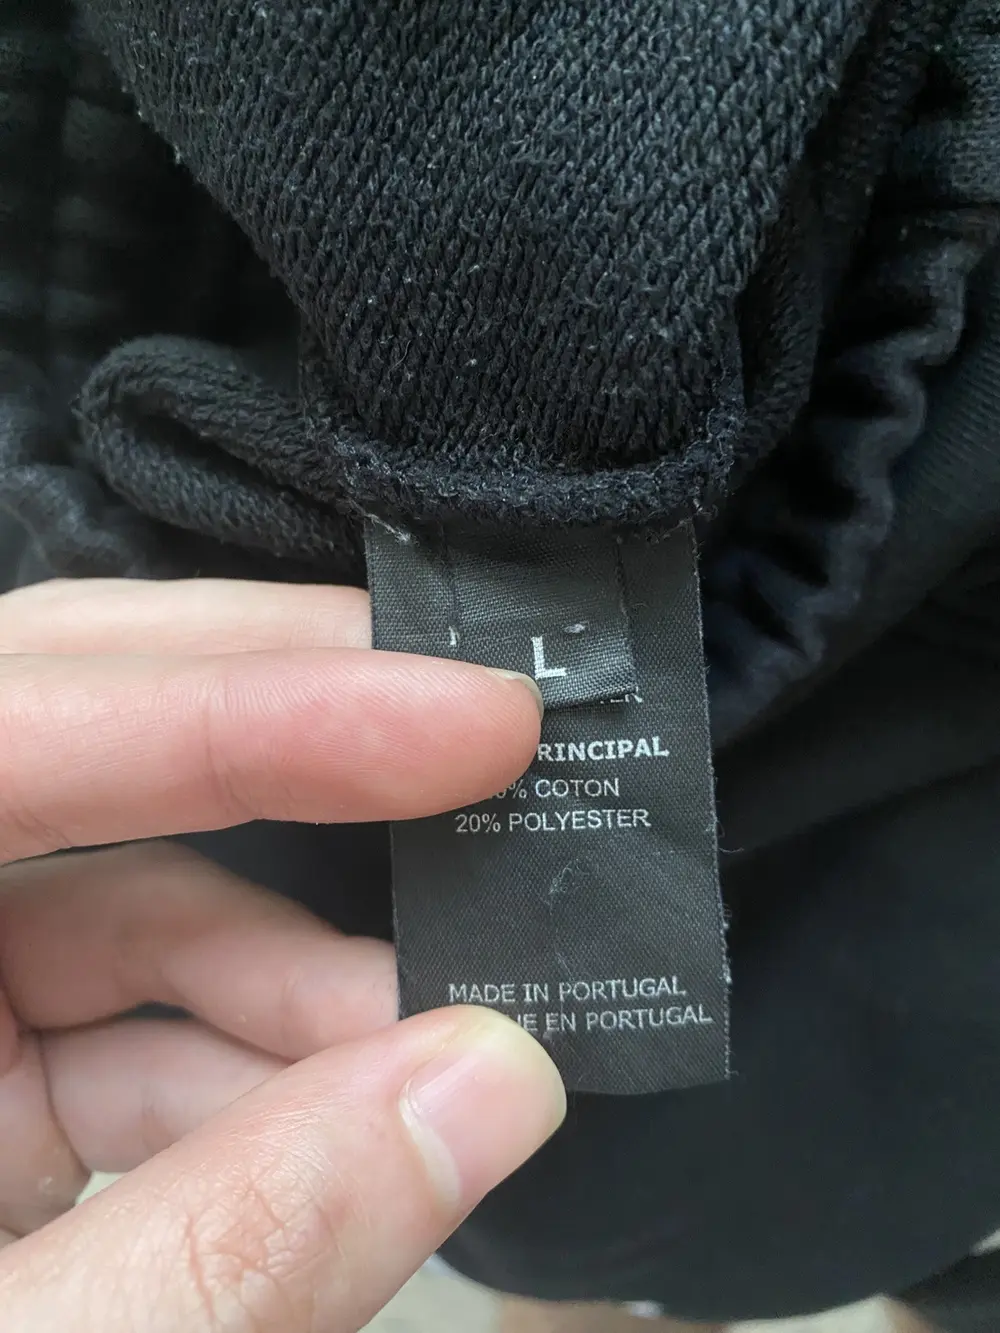 L
20% POLYESTER
COTON
MADE IN PORTUGAL
EN PORTUGAL